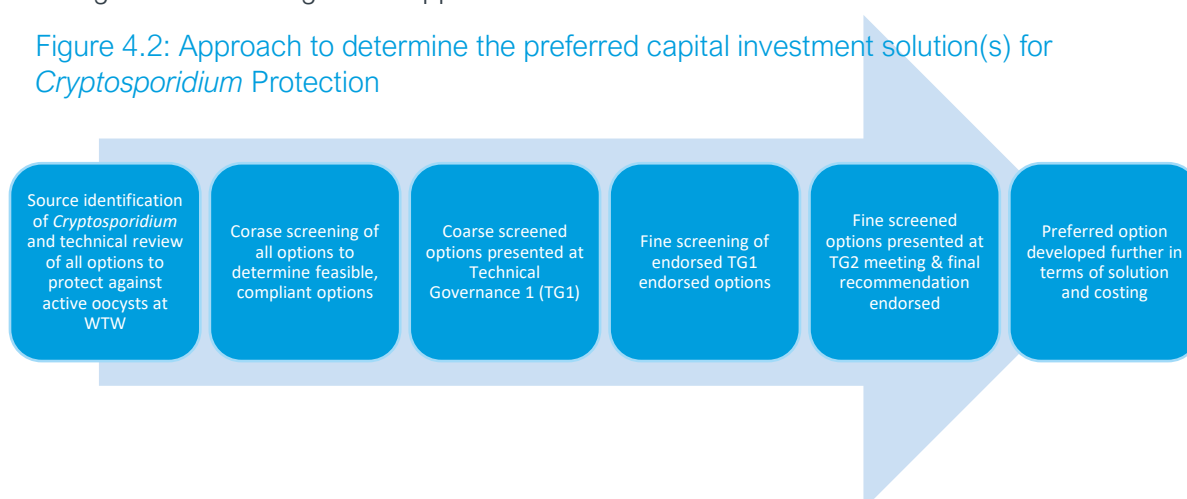 Figure 4.2: Approach to determine the preferred capital investment solution(s) for
Cryptosporidium Protection
Source identification
of Cryptosporidium
and technical review
of all options to
protect against
active oocysts at
WTW
Corase screening of
all options to
determine feasible,
compliant options
Coarse screened
options presented at
Technical
Governance 1 (TG1)
Fine screening of
endorsed TG1
endorsed options
Fine screened
options presented at
TG2 meeting & final
recommendation
endorsed
Preferred option
developed further in
terms of solution
and costing